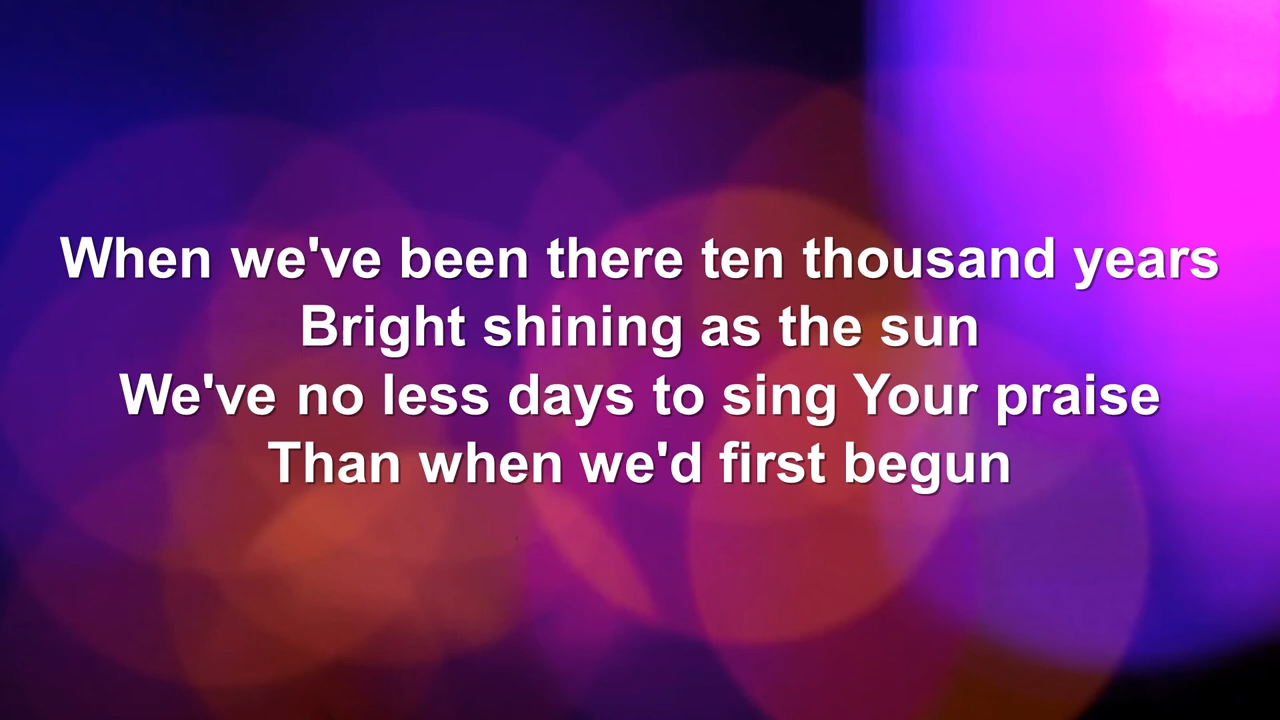 When we've been there ten thousand years
Bright shining as the sun
We've no less days to sing Your praise
Than when we'd first begun